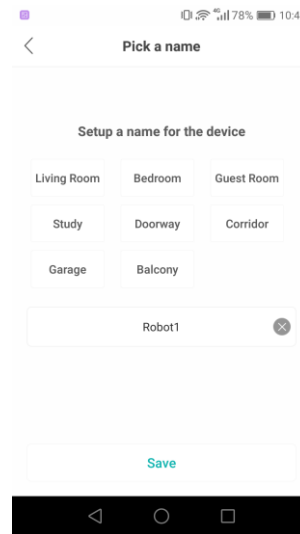 4G 78% 10:4
Pick a name
Setup a name for the device
Living Room Bedroom Guest Room
Study Doorway Corridor
Garage Balcony
Robot1
Save